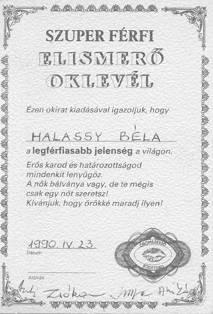 SZUPER FÉRFI
ELISMERŐ
OKLEVÉL
Ezen okirat kiadásával igazoljuk, hogy
HALASSY BÉLA
a legférfiasabb jelenség a világon.
Erős karod és határozottságod
mindenkit lenyűgöz.
A nők bálványa vagy, de te mégis
csak egy nőt szeretsz!
Kívánjuk, hogy örökké maradj ilyen!
1990. IV. 23.
Dátum
Aláírás